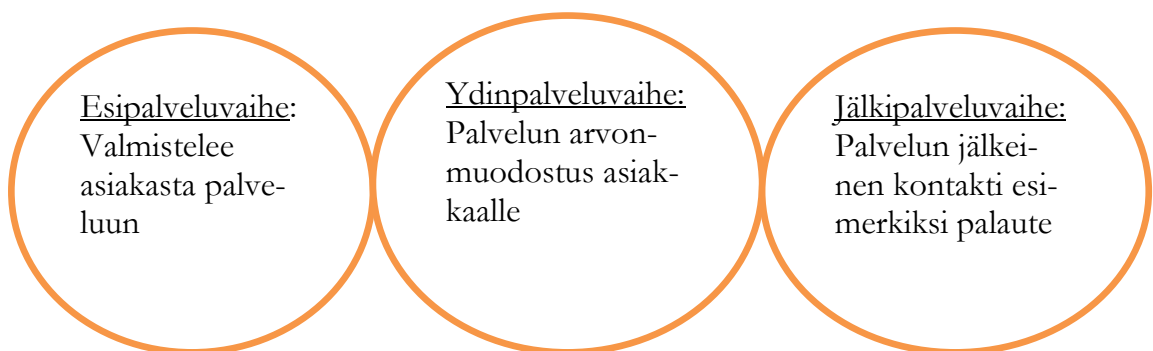 Esipalveluvaihe:
Valmistelee
asiakasta palve-
luun
Ydinpalveluvaihe:
Palvelun arvon-
muodostus asiak-
kaalle
Jälkipalveluvaihe:
Palvelun jälkei-
nen kontakti esi-
merkiksi palaute